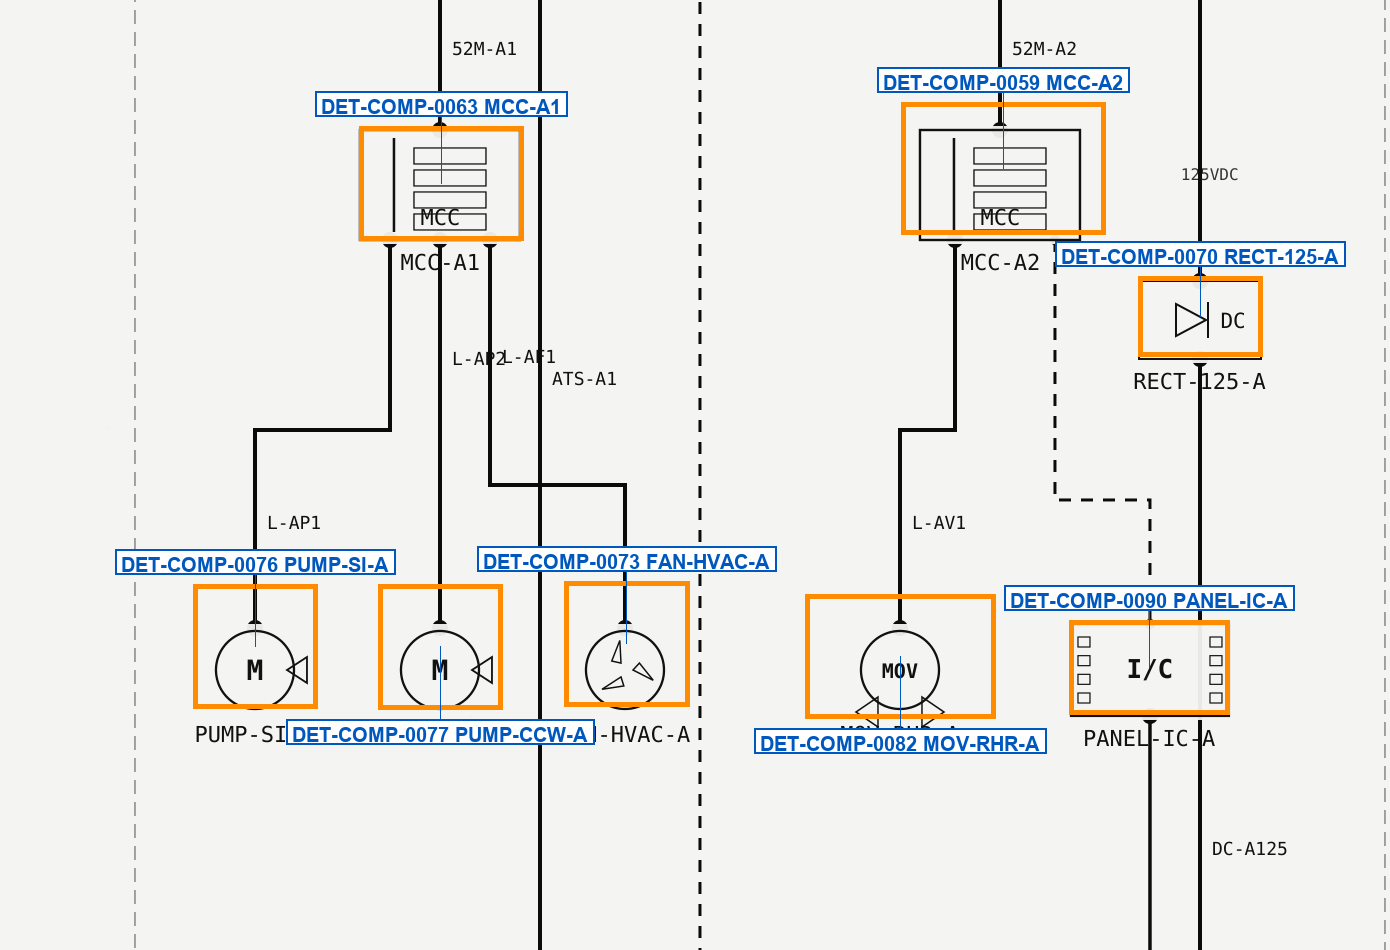 52M-A1
52M-A2
DET-COMP-0059 MCC-A2
DET-COMP-0063 MCC-A1
125VDC
MCC
MCC
MCC-A1
MCC-A2
DET-COMP-0070 RECT-125-A
DC
L-AP2
L-AF1
ATS-A1
RECT-125-A
L-AP1
L-AV1
DET-COMP-0076 PUMP-SI-A
DET-COMP-0073 FAN-HVAC-A
DET-COMP-0090 PANEL-IC-A
M
M
MOV
I/C
PUMP-SI
DET-COMP-0077 PUMP-CCW-A
-HVAC-A
DET-COMP-0082 MOV-RHR-A
PANEL-IC-A
DC-A125